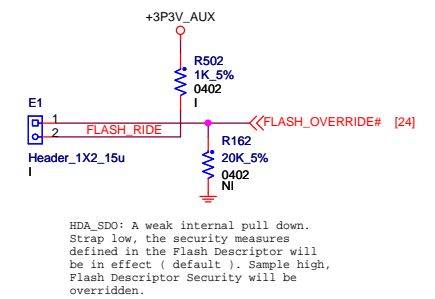 +3P3V_AUX
R502
1K_5%
0402
I
E1
1
2
FLASH_RIDE
FLASH_OVERRIDE# [24]
Header_1X2_15u
I
R162
20K_5%
0402
NI
HDA_SDO: A weak internal pull down.
Strap low, the security measures
defined in the Flash Descriptor will
be in effect ( default ). Sample high,
Flash Descriptor Security will be
overridden.